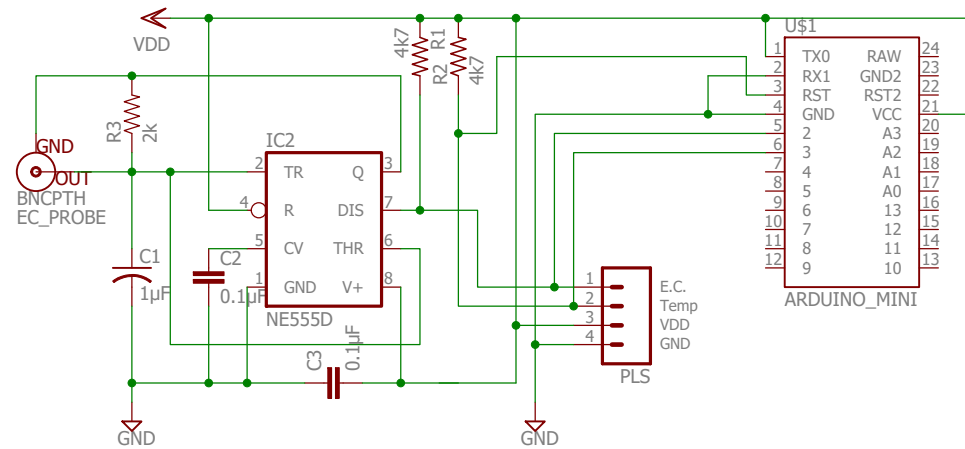 VDD
4k7
R1
R2
4k7
R3
2k
GND
OUT
BNCPTH
EC_PROBE
C1
1µF
C2
0.1µF
IC2
2 TR Q 3
4 R DIS 7
5 CV THR 6
1 GND V+ 8
NE555D
C3
0.1µF
GND
GND
1 E.C.
2 Temp
3 VDD
4 GND
PLS
U$1
1 TX0 RAW 24
2 RX1 GND2 23
3 RST RST2 22
4 GND VCC 21
5 2 A3 20
6 3 A2 19
7 4 A1 18
8 5 A0 17
9 6 13 16
10 7 12 15
11 8 11 14
12 9 10 13
ARDUINO_MINI